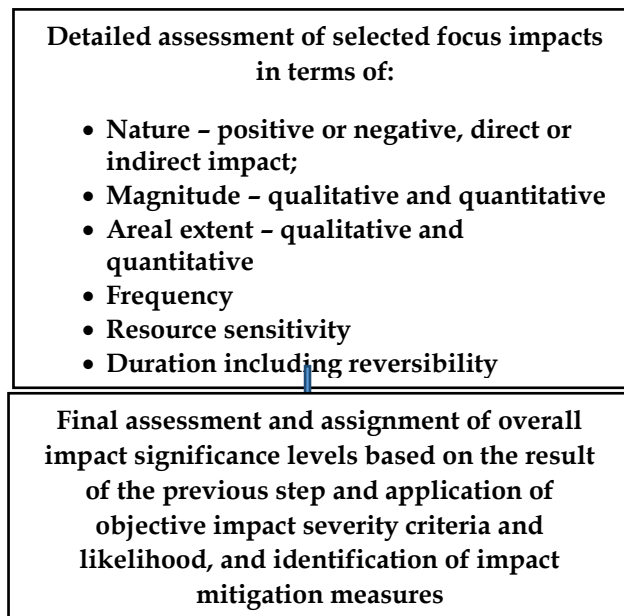 Detailed assessment of selected focus impacts
in terms of:
• Nature – positive or negative, direct or
indirect impact;
• Magnitude – qualitative and quantitative
• Areal extent – qualitative and
quantitative
• Frequency
• Resource sensitivity
• Duration including reversibility
Final assessment and assignment of overall
impact significance levels based on the result
of the previous step and application of
objective impact severity criteria and
likelihood, and identification of impact
mitigation measures